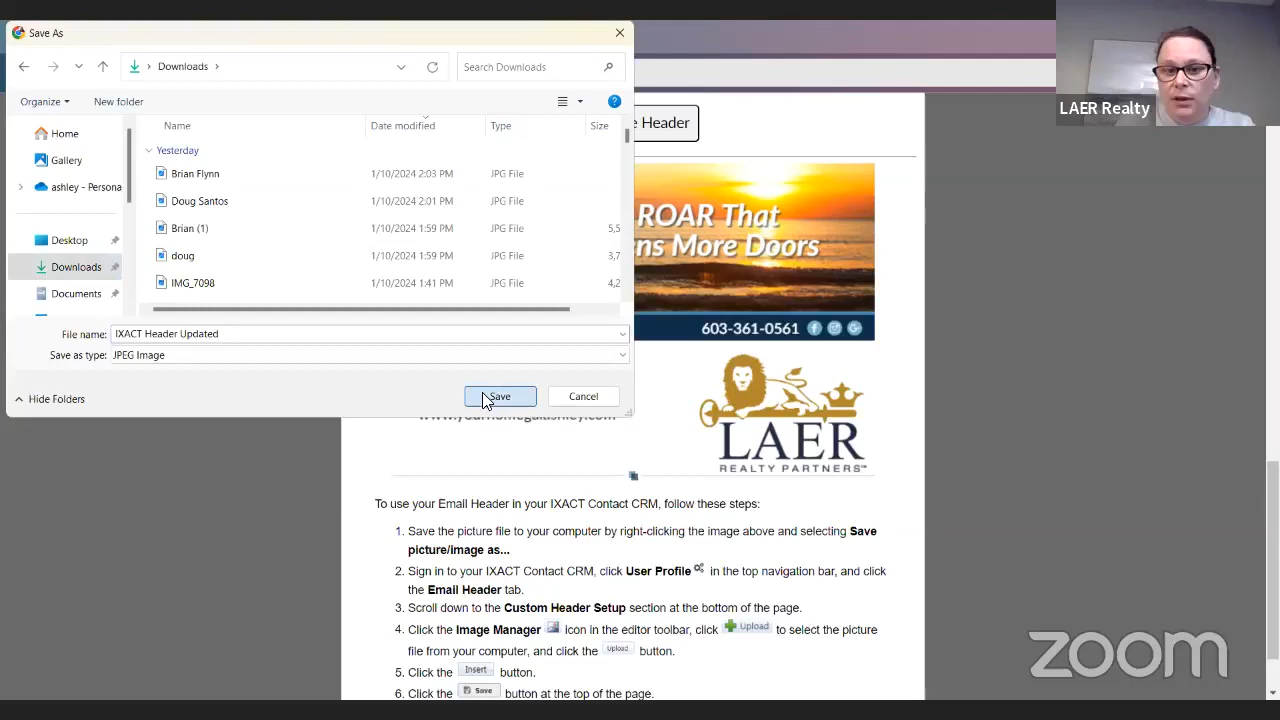 Save As
Downloads
Search Downloads
Organize
New folder
Name
Date modified
Type
Size
Home
Gallery
ashley - Persona
Desktop
Downloads
Documents
Yesterday
Brian Flynn 1/10/2024 2:03 PM JPG File
Doug Santos 1/10/2024 2:01 PM JPG File
Brian (1) 1/10/2024 1:59 PM JPG File 5,5
doug 1/10/2024 1:59 PM JPG File 3,7
IMG_7098 1/10/2024 1:41 PM JPG File 4,2
File name: IXACT Header Updated
Save as type: JPEG Image
Hide Folders
Save
Cancel
LAER Realty
e Header
ROAR That
ns More Doors
603-361-0561
LAER
REALTY PARTNERS™
To use your Email Header in your IXACT Contact CRM, follow these steps:
1. Save the picture file to your computer by right-clicking the image above and selecting Save
picture/image as...
2. Sign in to your IXACT Contact CRM, click User Profile in the top navigation bar, and click
the Email Header tab.
3. Scroll down to the Custom Header Setup section at the bottom of the page.
4. Click the Image Manager icon in the editor toolbar, click Upload to select the picture
file from your computer, and click the Upload button.
5. Click the Insert button.
6. Click the Save button at the top of the page.
zoom